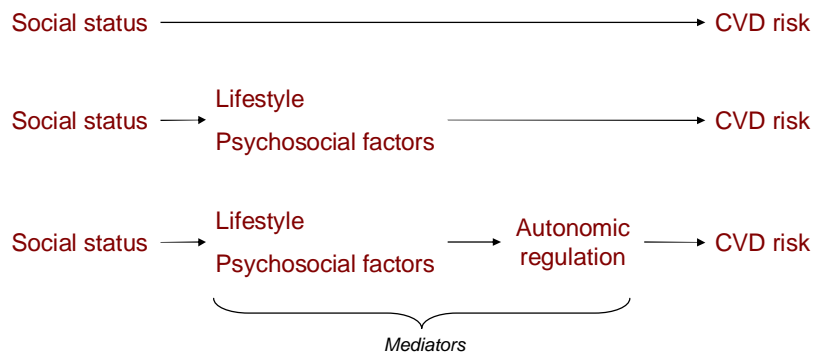 Social status CVD risk
Lifestyle
Social status CVD risk
Psychosocial factors
Lifestyle
Autonomic
Social status CVD risk
Psychosocial factors
regulation
Mediators